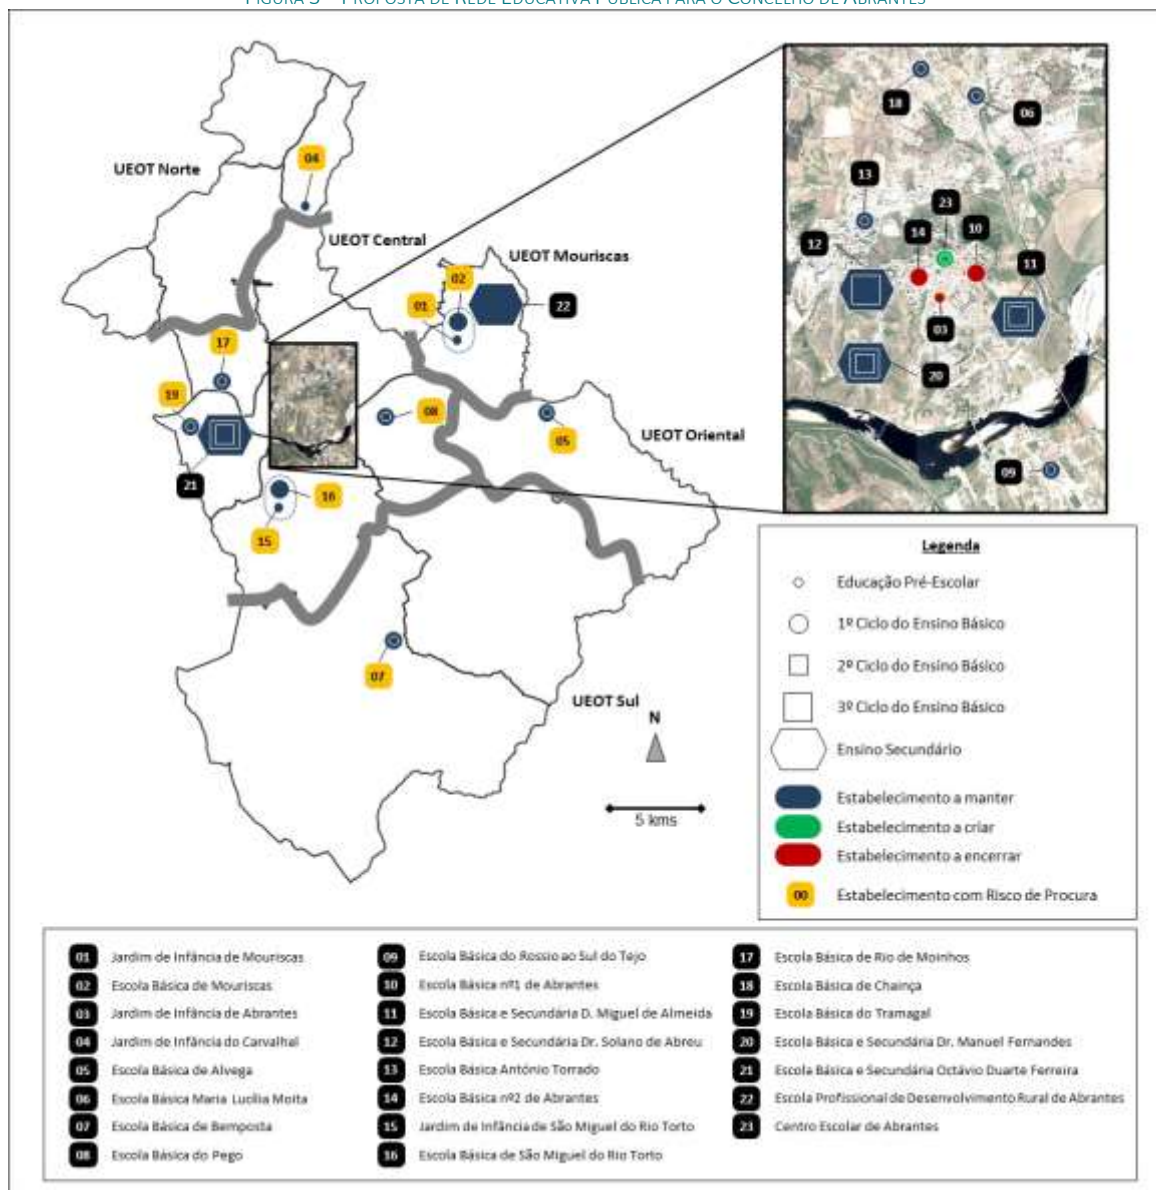 FIGURA 5 – PROPOSTA DE REDE EDUCATIVA PÚBLICA PARA O CONCELHO DE ABRANTES
UEOT Norte
04
UEOT Central
UEOT Mouriscas
02
01
22
17
19
08
05
UEOT Oriental
21
16
15
07
UEOT Sul
N
5 kms
18
06
13
23
14
10
12
11
03
20
09
Legenda
Educação Pré-Escolar
1º Ciclo do Ensino Básico
2º Ciclo do Ensino Básico
3º Ciclo do Ensino Básico
Ensino Secundário
Estabelecimento a manter
Estabelecimento a criar
Estabelecimento a encerrar
00 Estabelecimento com Risco de Procura
01 Jardim de Infância de Mouriscas
02 Escola Básica de Mouriscas
03 Jardim de Infância de Abrantes
04 Jardim de Infância do Carvalhal
05 Escola Básica de Alvega
06 Escola Básica Maria Lucília Moita
07 Escola Básica de Bemposta
08 Escola Básica do Pego
09 Escola Básica do Rossio ao Sul do Tejo
10 Escola Básica nº1 de Abrantes
11 Escola Básica e Secundária D. Miguel de Almeida
12 Escola Básica e Secundária Dr. Solano de Abreu
13 Escola Básica António Torrado
14 Escola Básica nº2 de Abrantes
15 Jardim de Infância de São Miguel do Rio Torto
16 Escola Básica de São Miguel do Rio Torto
17 Escola Básica de Rio de Moinhos
18 Escola Básica de Chainça
19 Escola Básica do Tramagal
20 Escola Básica e Secundária Dr. Manuel Fernandes
21 Escola Básica e Secundária Octávio Duarte Ferreira
22 Escola Profissional de Desenvolvimento Rural de Abrantes
23 Centro Escolar de Abrantes